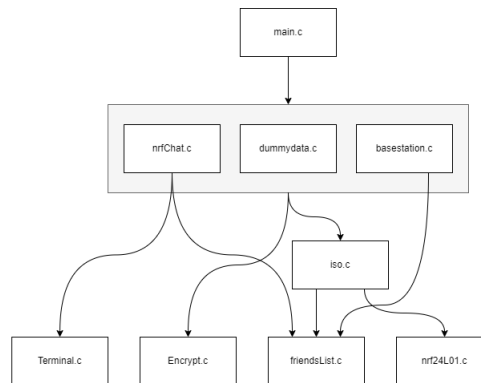 main.c
nrfChat.c
dummydata.c
basestation.c
iso.c
Terminal.c
Encrypt.c
friendsList.c
nrf24L01.c